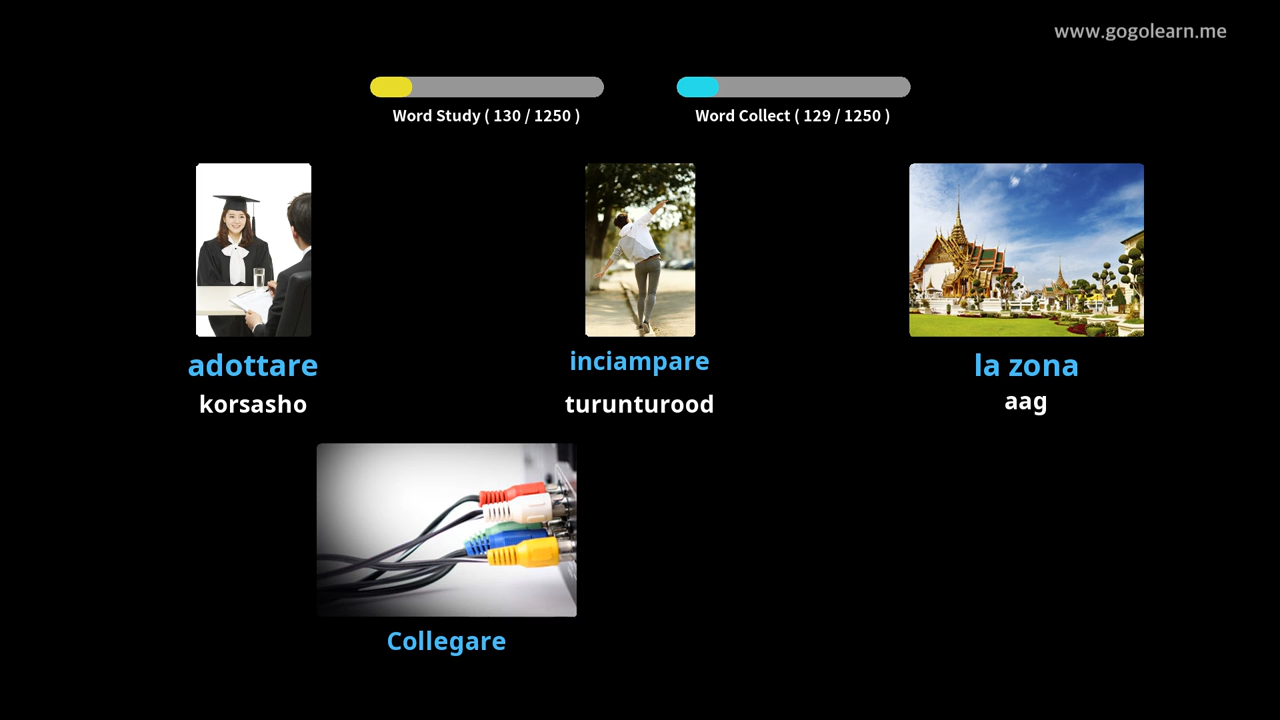 www.gogolearn.me
Word Study ( 130 / 1250 )
Word Collect ( 129 / 1250 )
adottare
korsasho
inciampare
turunturood
la zona
aag
Collegare